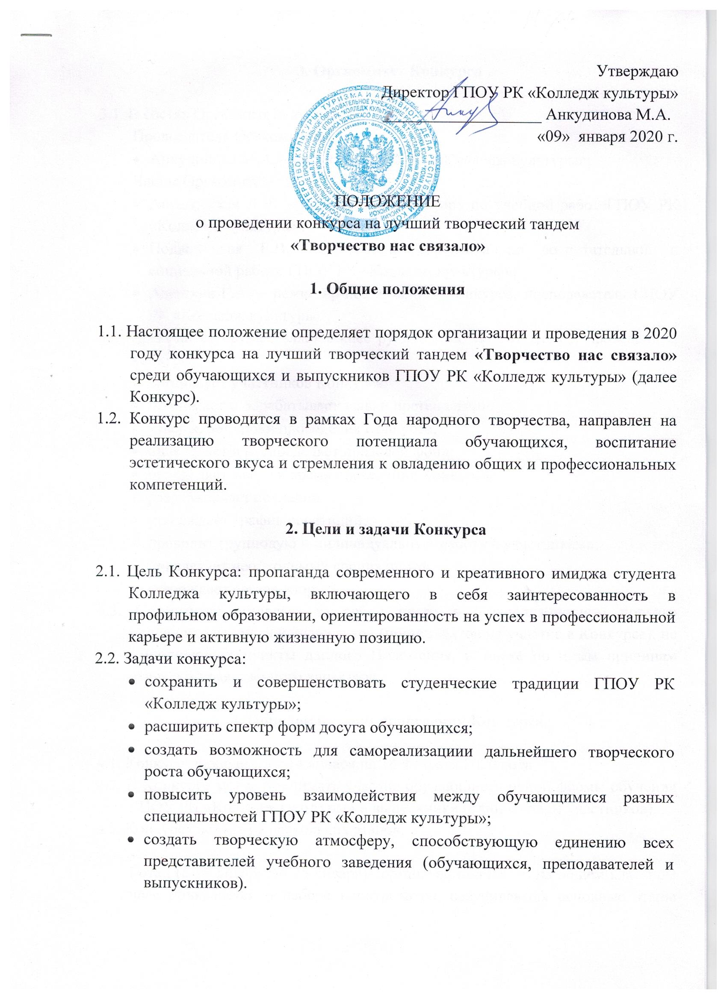 Утверждаю
Директор ГПОУ РК «Колледж культуры»
Анкудинова М.А.
«09» января 2020 г.
МИНИСТЕРСТВО КУЛЬТУРЫ, ТУРИЗМА И АРХИВНОГО ДЕЛА РЕСПУБЛИКИ КОМИ
ПОЛОЖЕНИЕ
о проведении конкурса на лучший творческий тандем
«Творчество нас связало»
1. Общие положения
1.1. Настоящее положение определяет порядок организации и проведения в 2020
году конкурса на лучший творческий тандем «Творчество нас связало»
среди обучающихся и выпускников ГПОУ РК «Колледж культуры» (далее
Конкурс).
1.2. Конкурс проводится в рамках Года народного творчества, направлен на
реализацию творческого потенциала обучающихся, воспитание
эстетического вкуса и стремления к овладению общих и профессиональных
компетенций.
2. Цели и задачи Конкурса
2.1. Цель Конкурса: пропаганда современного и креативного имиджа студента
Колледжа культуры, включающего в себя заинтересованность в
профильном образовании, ориентированность на успех в профессиональной
карьере и активную жизненную позицию.
2.2. Задачи конкурса:
• сохранить и совершенствовать студенческие традиции ГПОУ РК
«Колледж культуры»;
• расширить спектр форм досуга обучающихся;
• создать возможность для самореализациии дальнейшего творческого
роста обучающихся;
• повысить уровень взаимодействия между обучающимися разных
специальностей ГПОУ РК «Колледж культуры»;
• создать творческую атмосферу, способствующую единению всех
представителей учебного заведения (обучающихся, преподавателей и
выпускников).